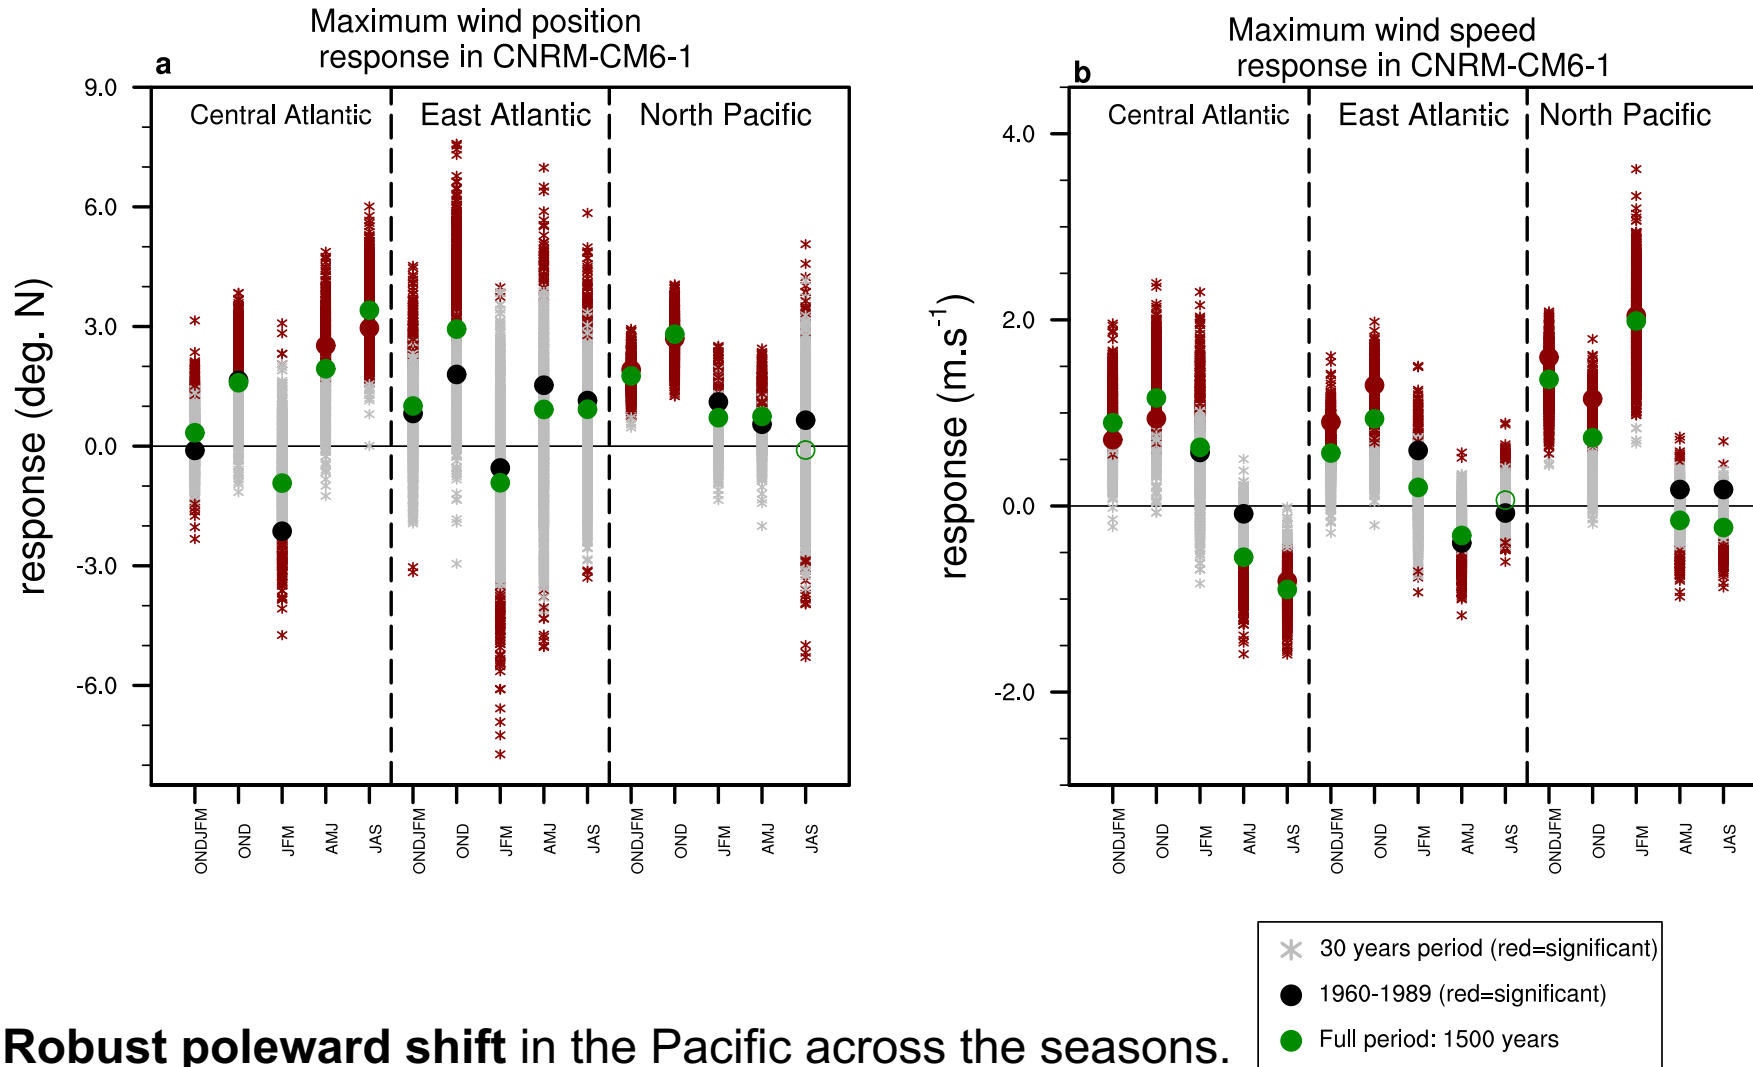 Maximum wind position
response in CNRM-CM6-1
a
Central Atlantic
East Atlantic
North Pacific
response (deg. N)
9.0
6.0
3.0
0.0
-3.0
-6.0
ONDJFM
OND
JFM
AMJ
JAS
ONDJFM
OND
JFM
AMJ
JAS
ONDJFM
OND
JFM
AMJ
JAS
Maximum wind speed
response in CNRM-CM6-1
b
Central Atlantic
East Atlantic
North Pacific
response (m.s⁻¹)
4.0
2.0
0.0
-2.0
ONDJFM
OND
JFM
AMJ
JAS
ONDJFM
OND
JFM
AMJ
JAS
ONDJFM
OND
JFM
AMJ
JAS
30 years period (red=significant)
1960-1989 (red=significant)
Full period: 1500 years
Robust poleward shift in the Pacific across the seasons.